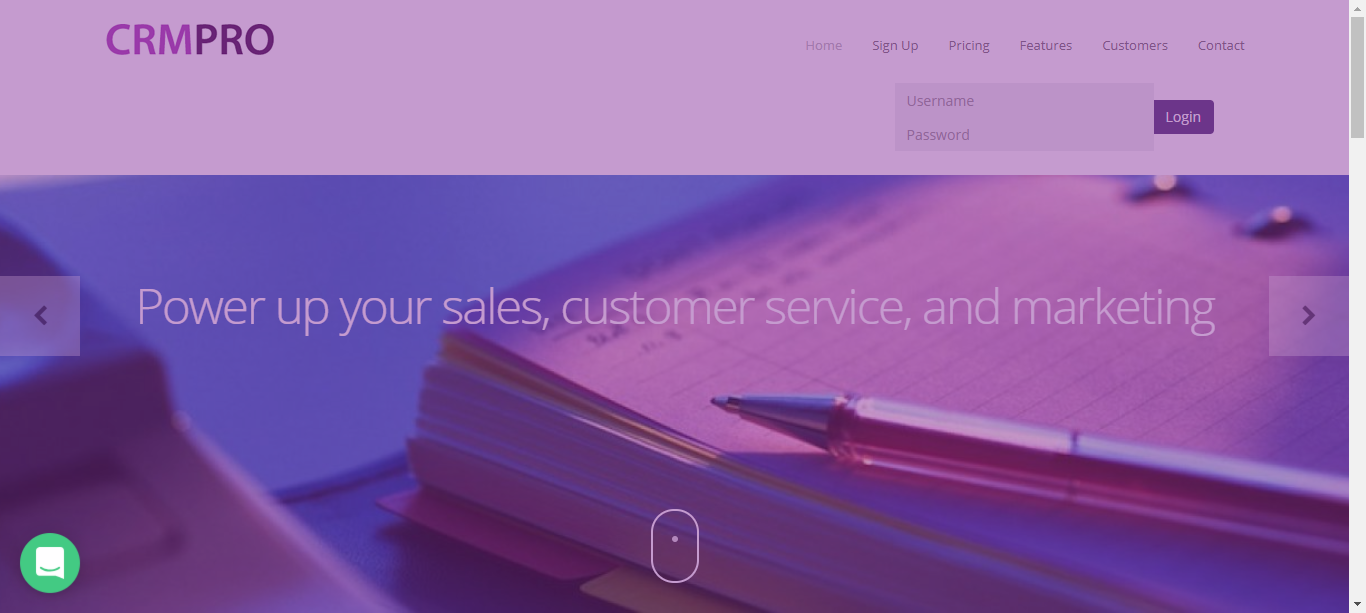 CRMPRO
Home Sign Up Pricing Features Customers Contact
Username
Password
Login
Power up your sales, customer service, and marketing